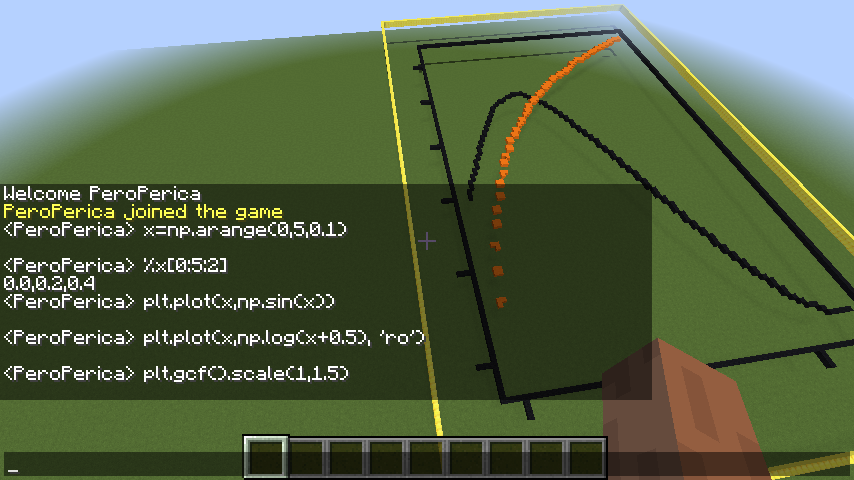 Welcome PeroPerica
PeroPerica joined the game
<PeroPerica> x=np.arange(0,5,0.1)
<PeroPerica> %x[0:5:2]
0.0,0.2,0.4
<PeroPerica> plt.plot(x,np.sin(x))
<PeroPerica> plt.plot(x,np.log(x+0.5), 'ro')
<PeroPerica> plt.gcf().scale(1,1.5)
_